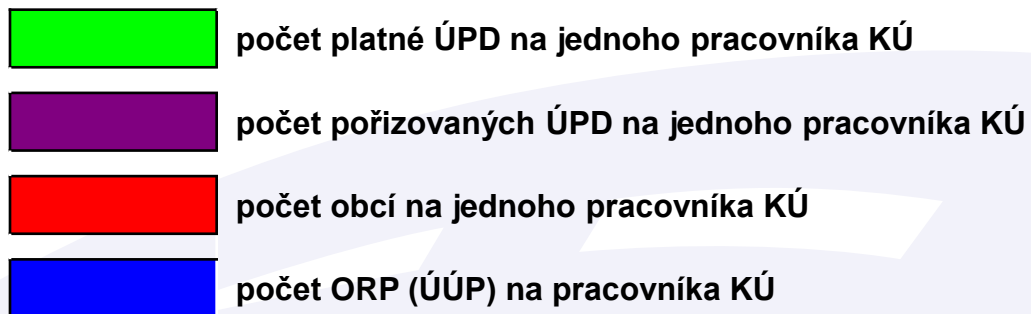 počet platné ÚPD na jednoho pracovníka KÚ
počet pořizovaných ÚPD na jednoho pracovníka KÚ
počet obcí na jednoho pracovníka KÚ
počet ORP (ÚÚP) na pracovníka KÚ